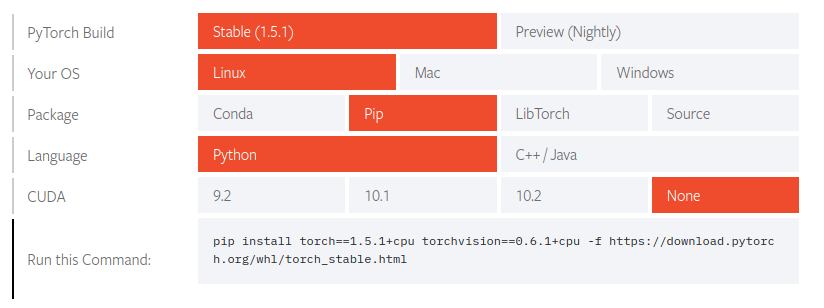 PyTorch Build Stable (1.5.1) Preview (Nightly)
Your OS Linux Mac Windows
Package Conda Pip LibTorch Source
Language Python C++ / Java
CUDA 9.2 10.1 10.2 None
Run this Command: pip install torch==1.5.1+cpu torchvision==0.6.1+cpu -f https://download.pytorc
h.org/whl/torch_stable.html